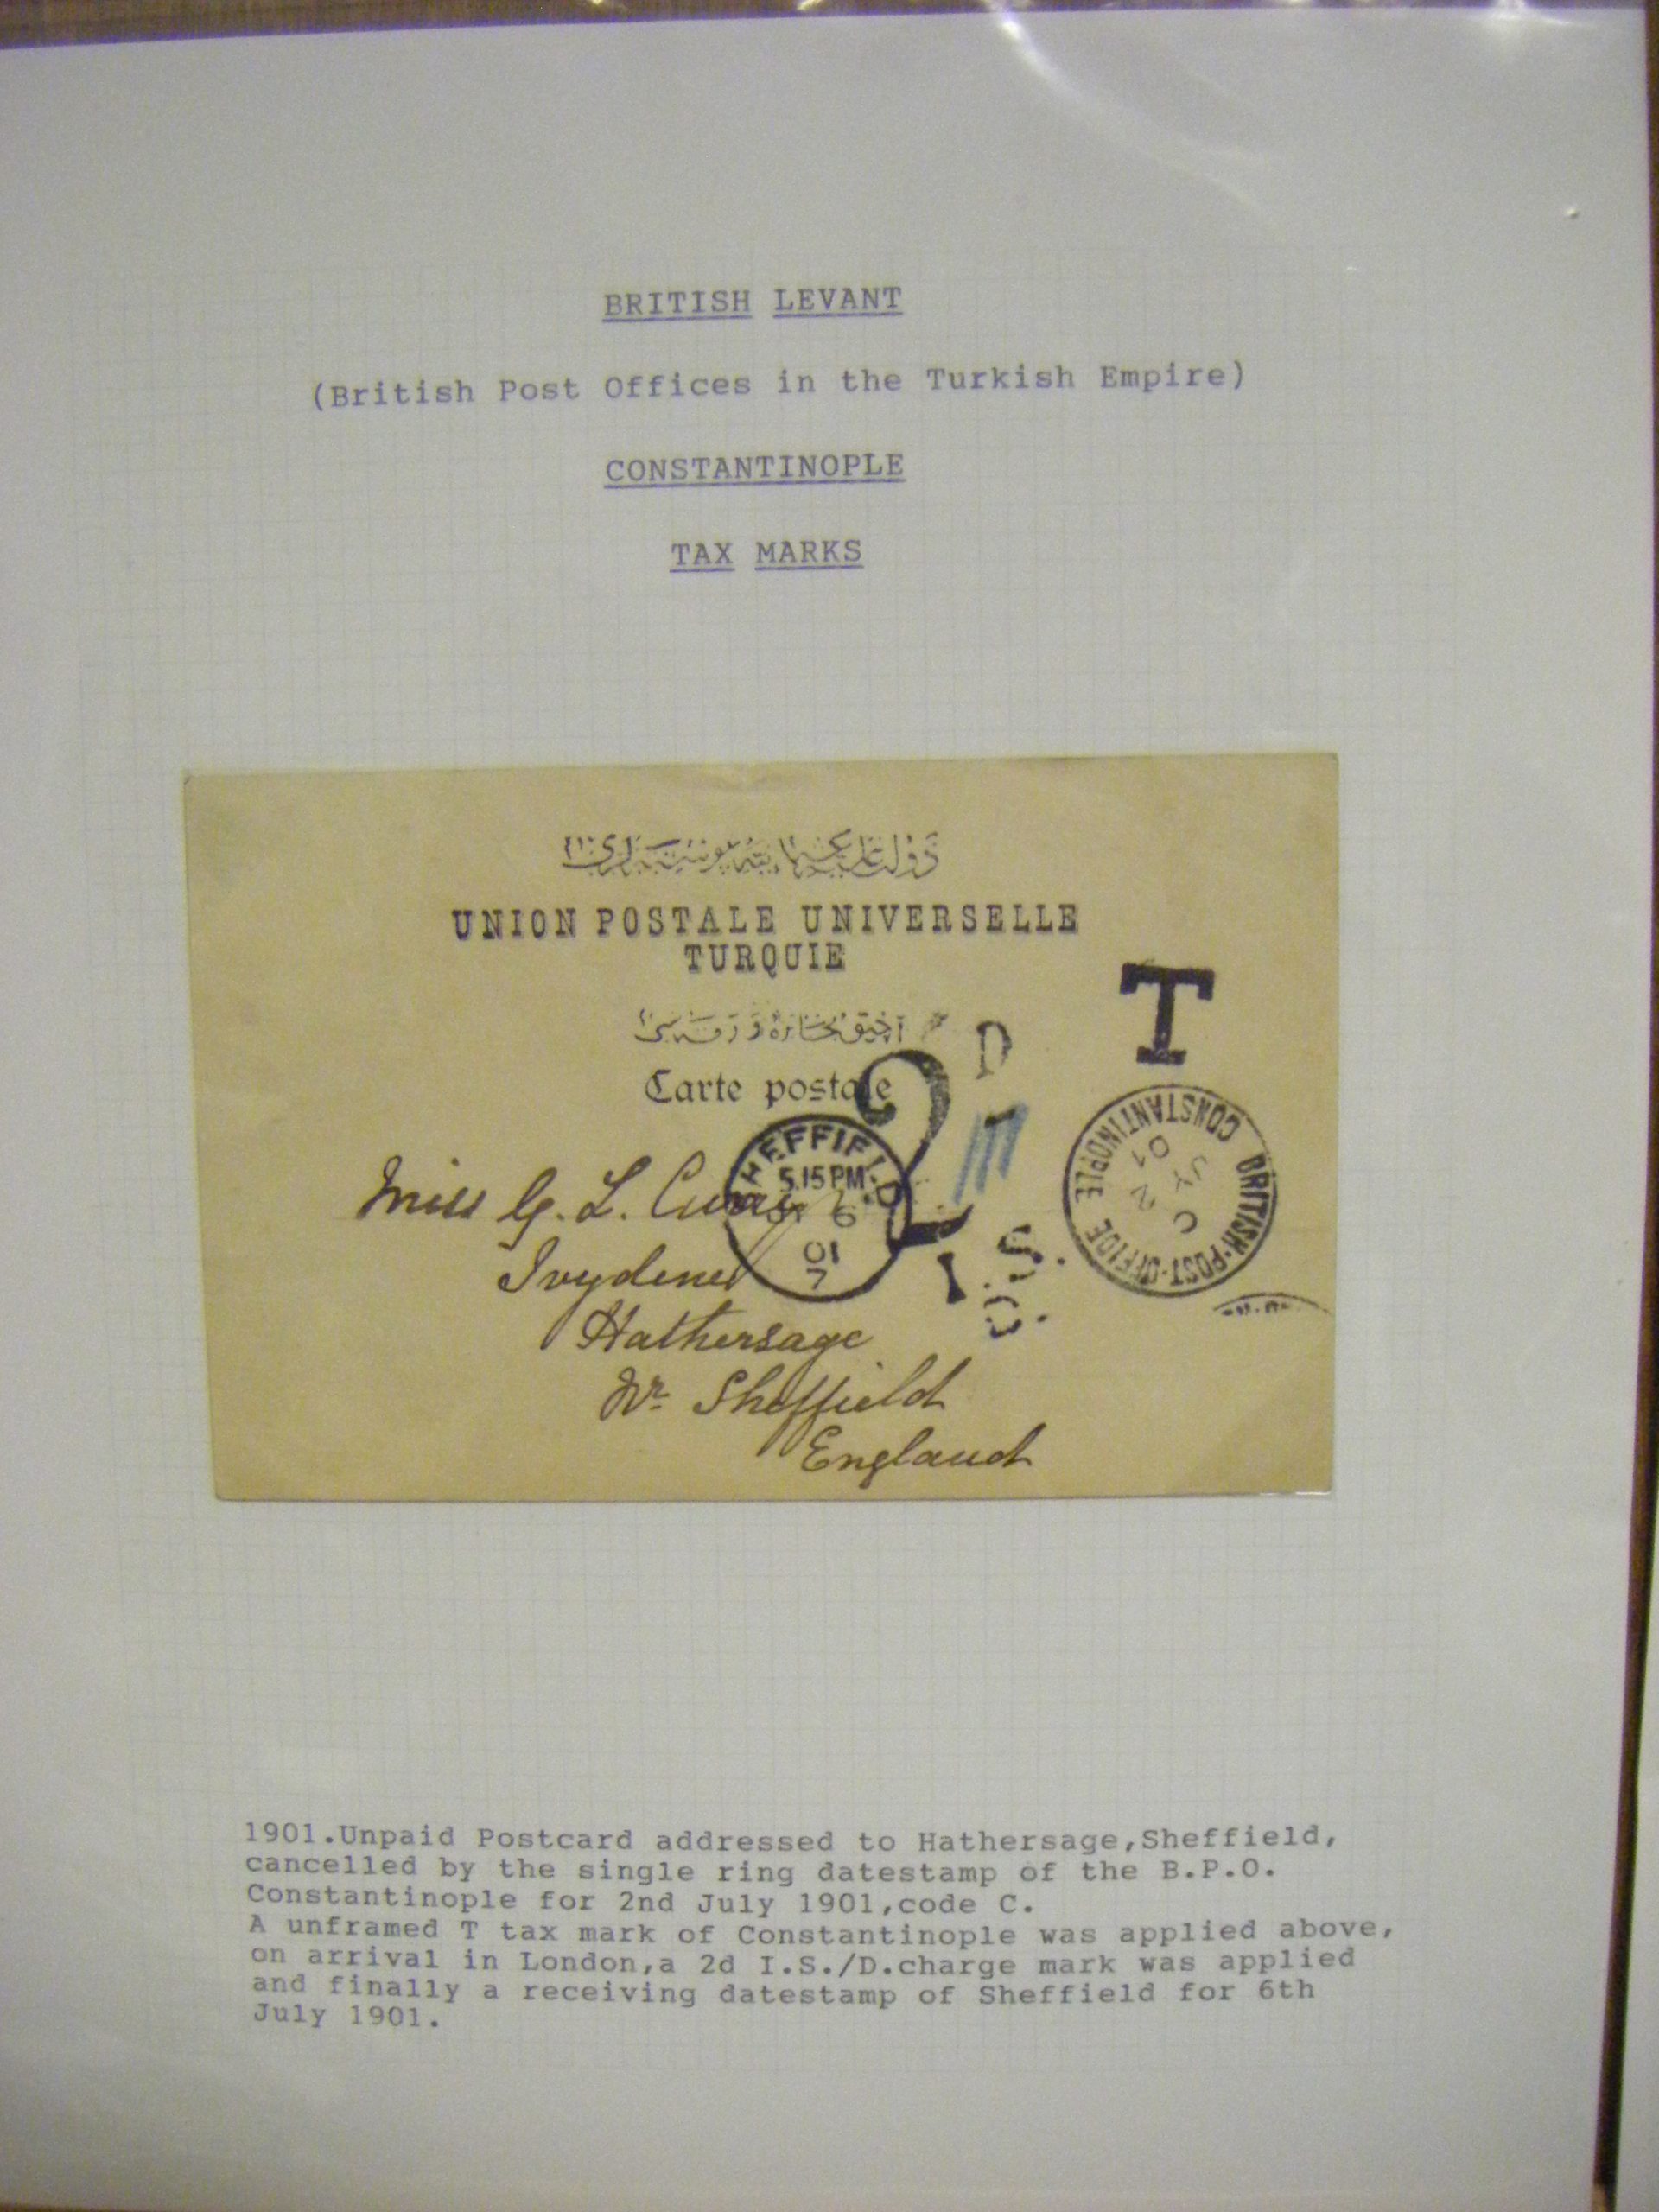 BRITISH LEVANT
(British Post Offices in the Turkish Empire)
CONSTANTINOPLE
TAX MARKS
UNION POSTALE UNIVERSELLE
TURQUIE
Carte postale
T
D
2
I.S.
D.
SHEFFIELD
5.15 PM
JY 6
01
7
BRITISH·POST·OFFICE CONSTANTINOPLE
C
JY 2
01
Miss G. L.
Ivydene
Hathersage
Nr Sheffield
England
1901.Unpaid Postcard addressed to Hathersage,Sheffield,
cancelled by the single ring datestamp of the B.P.O.
Constantinople for 2nd July 1901,code C.
A unframed T tax mark of Constantinople was applied above,
on arrival in London,a 2d I.S./D.charge mark was applied
and finally a receiving datestamp of Sheffield for 6th
July 1901.